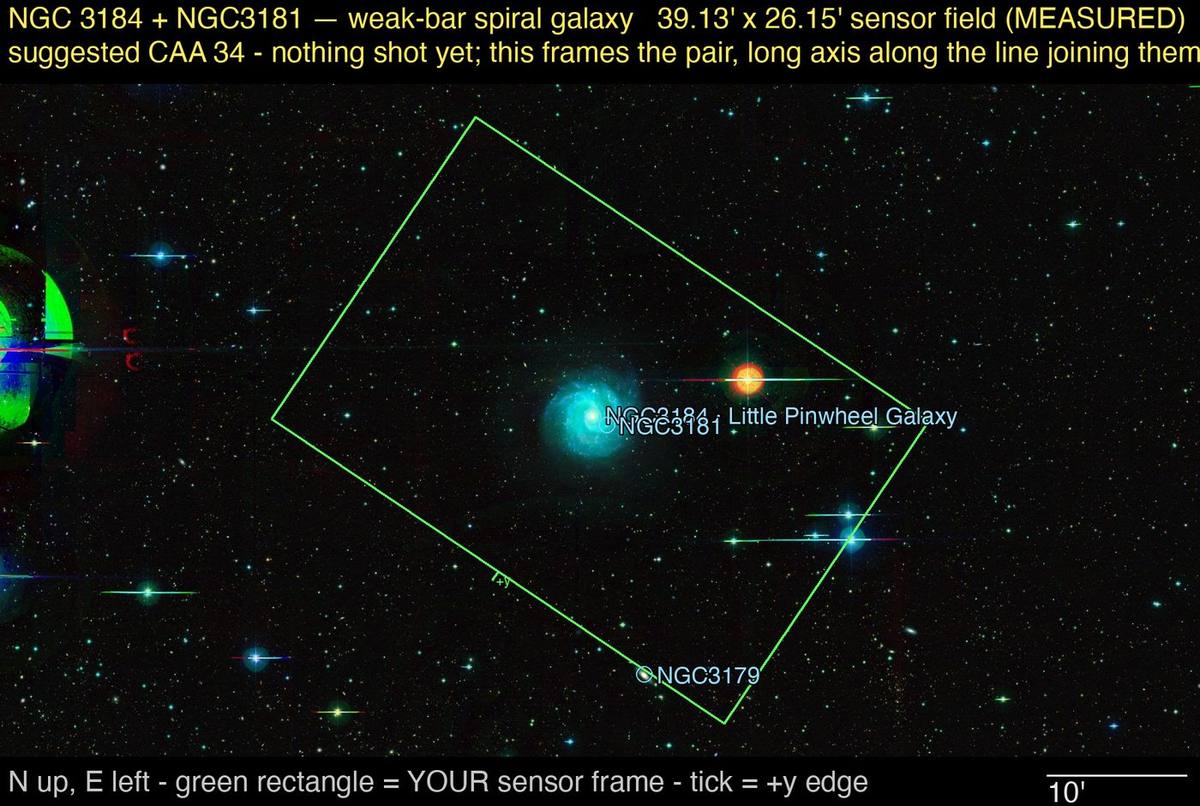 NGC 3184 + NGC3181 — weak-bar spiral galaxy   39.13' x 26.15' sensor field (MEASURED)
suggested CAA 34 - nothing shot yet; this frames the pair, long axis along the line joining them
NGC3184 - Little Pinwheel Galaxy
NGC3181
+y
NGC3179
N up, E left - green rectangle = YOUR sensor frame - tick = +y edge
10'